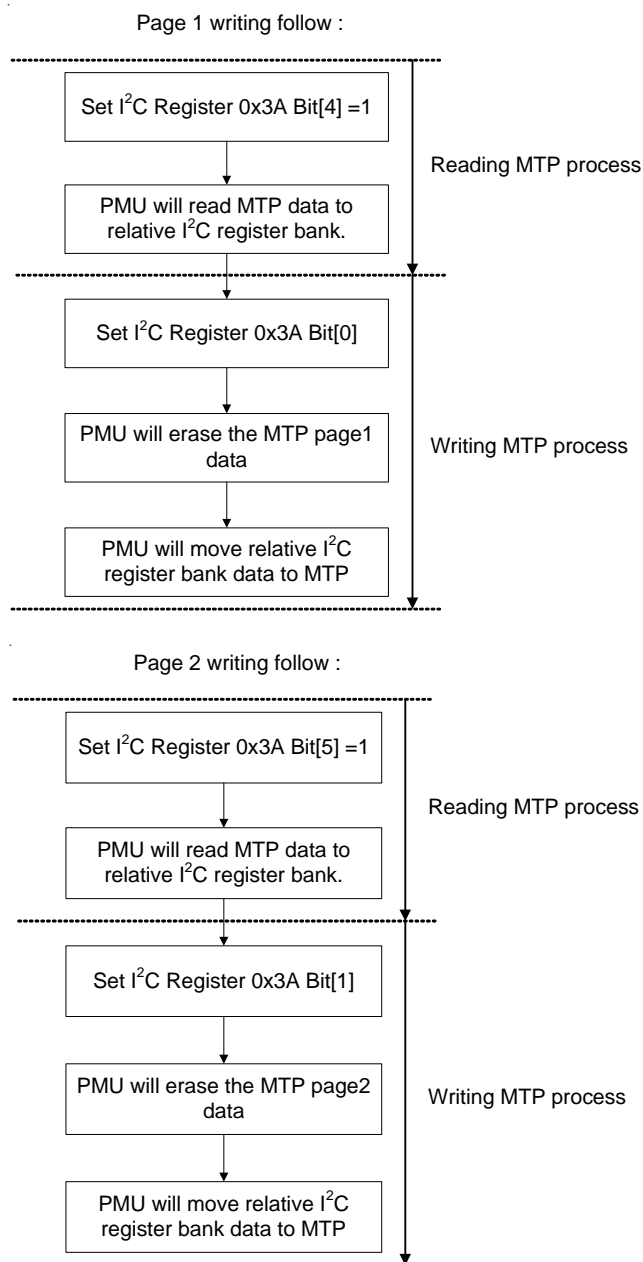 Page 1 writing follow :
Set I²C Register 0x3A Bit[4] =1
Reading MTP process
PMU will read MTP data to
relative I²C register bank.
Set I²C Register 0x3A Bit[0]
PMU will erase the MTP page1
data
Writing MTP process
PMU will move relative I²C
register bank data to MTP
Page 2 writing follow :
Set I²C Register 0x3A Bit[5] =1
Reading MTP process
PMU will read MTP data to
relative I²C register bank.
Set I²C Register 0x3A Bit[1]
PMU will erase the MTP page2
data
Writing MTP process
PMU will move relative I²C
register bank data to MTP